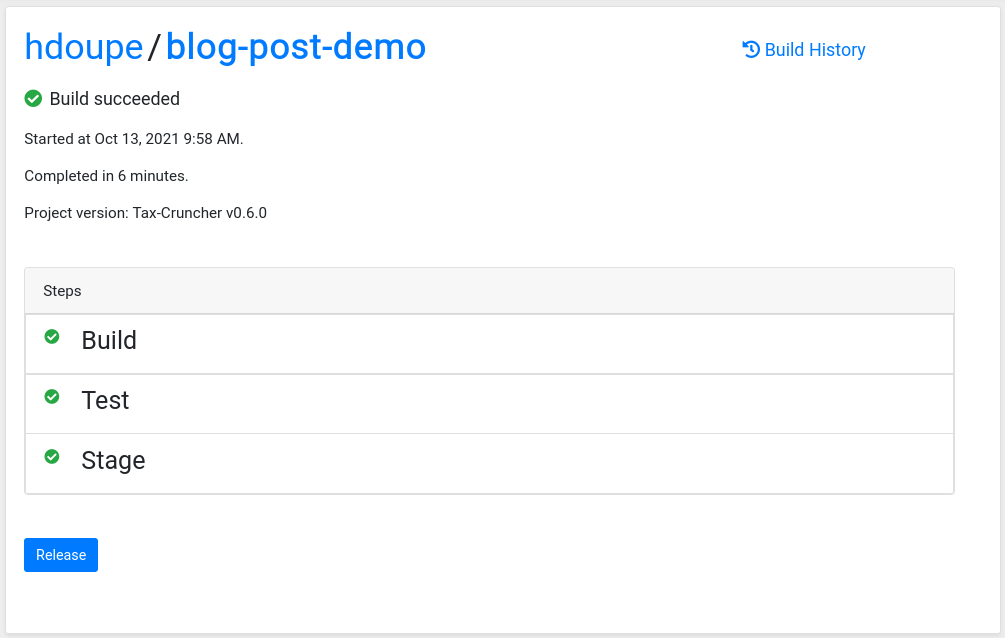 hdoupe/blog-post-demo
Build History
Build succeeded
Started at Oct 13, 2021 9:58 AM.
Completed in 6 minutes.
Project version: Tax-Cruncher v0.6.0
Steps
Build
Test
Stage
Release